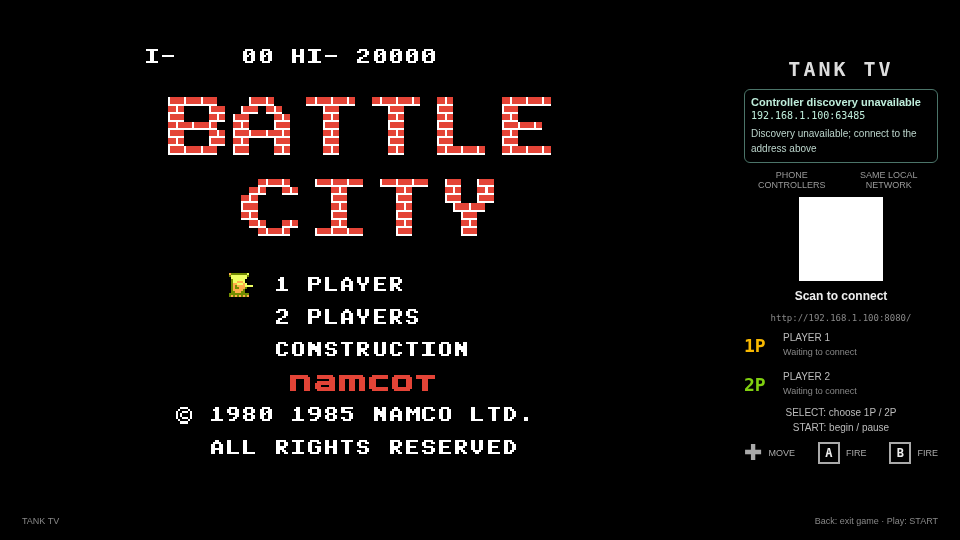 I- 00 HI- 20000
BATTLE
CITY
1 PLAYER
2 PLAYERS
CONSTRUCTION
namcot
© 1980 1985 NAMCO LTD.
ALL RIGHTS RESERVED
TANK TV
TANK TV
Controller discovery unavailable
192.168.1.100:63485
Discovery unavailable; connect to the
address above
PHONE
CONTROLLERS
SAME LOCAL
NETWORK
Scan to connect
http://192.168.1.100:8080/
1P PLAYER 1
Waiting to connect
2P PLAYER 2
Waiting to connect
SELECT: choose 1P / 2P
START: begin / pause
MOVE A FIRE B FIRE
Back: exit game · Play: START